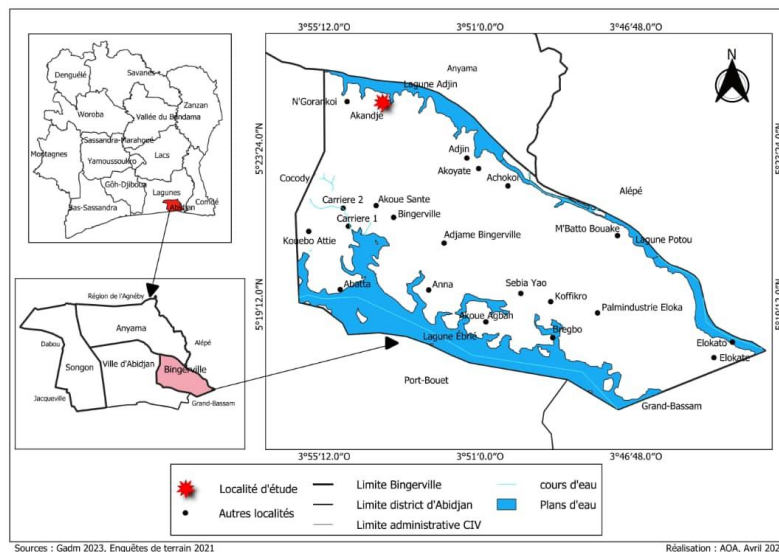 3°55'12.0"O 3°51'0.0"O 3°46'48.0"O
Denguélé
Savanes
Woroba
Zanzan
Vallée du Bandama
Sassandra-Marahoué
Montagnes
Yamoussoukro
Lacs
Gôh-Djiboua
Lagunes
Comoé
Bas-Sassandra
Abidjan
Région de l'Agnéby
Anyama
Dabou
Alépé
Songon
Ville d'Abidjan
Bingerville
Jacqueville
Grand-Bassam
N
Anyama
Lagune Adjin
N'Gorankoi
Akandjé
5°23'24.0"N
5°23'24.0"N
Adjin
Akoyate
Achokoi
Alépé
Cocody
Carriere 2
Akoue Sante
Bingerville
Carriere 1
Kouebo Attie
M'Batto Bouake
Lagune Potou
Adjame Bingerville
5°19'12.0"N
Abatta
Anna
Sebia Yao
Koffikro
Palmindustrie Eloka
Akoue Agban
Lagune Ebrié
Bregbo
Elokato
Elokate
Port-Bouet
Grand-Bassam
3°55'12.0"O 3°51'0.0"O 3°46'48.0"O
Localité d'étude
Autres localités
Limite Bingerville
Limite district d'Abidjan
Limite administrative CIV
cours d'eau
Plans d'eau
Sources : Gadm 2023, Enquêtes de terrain 2021
Réalisation : AOA, Avril